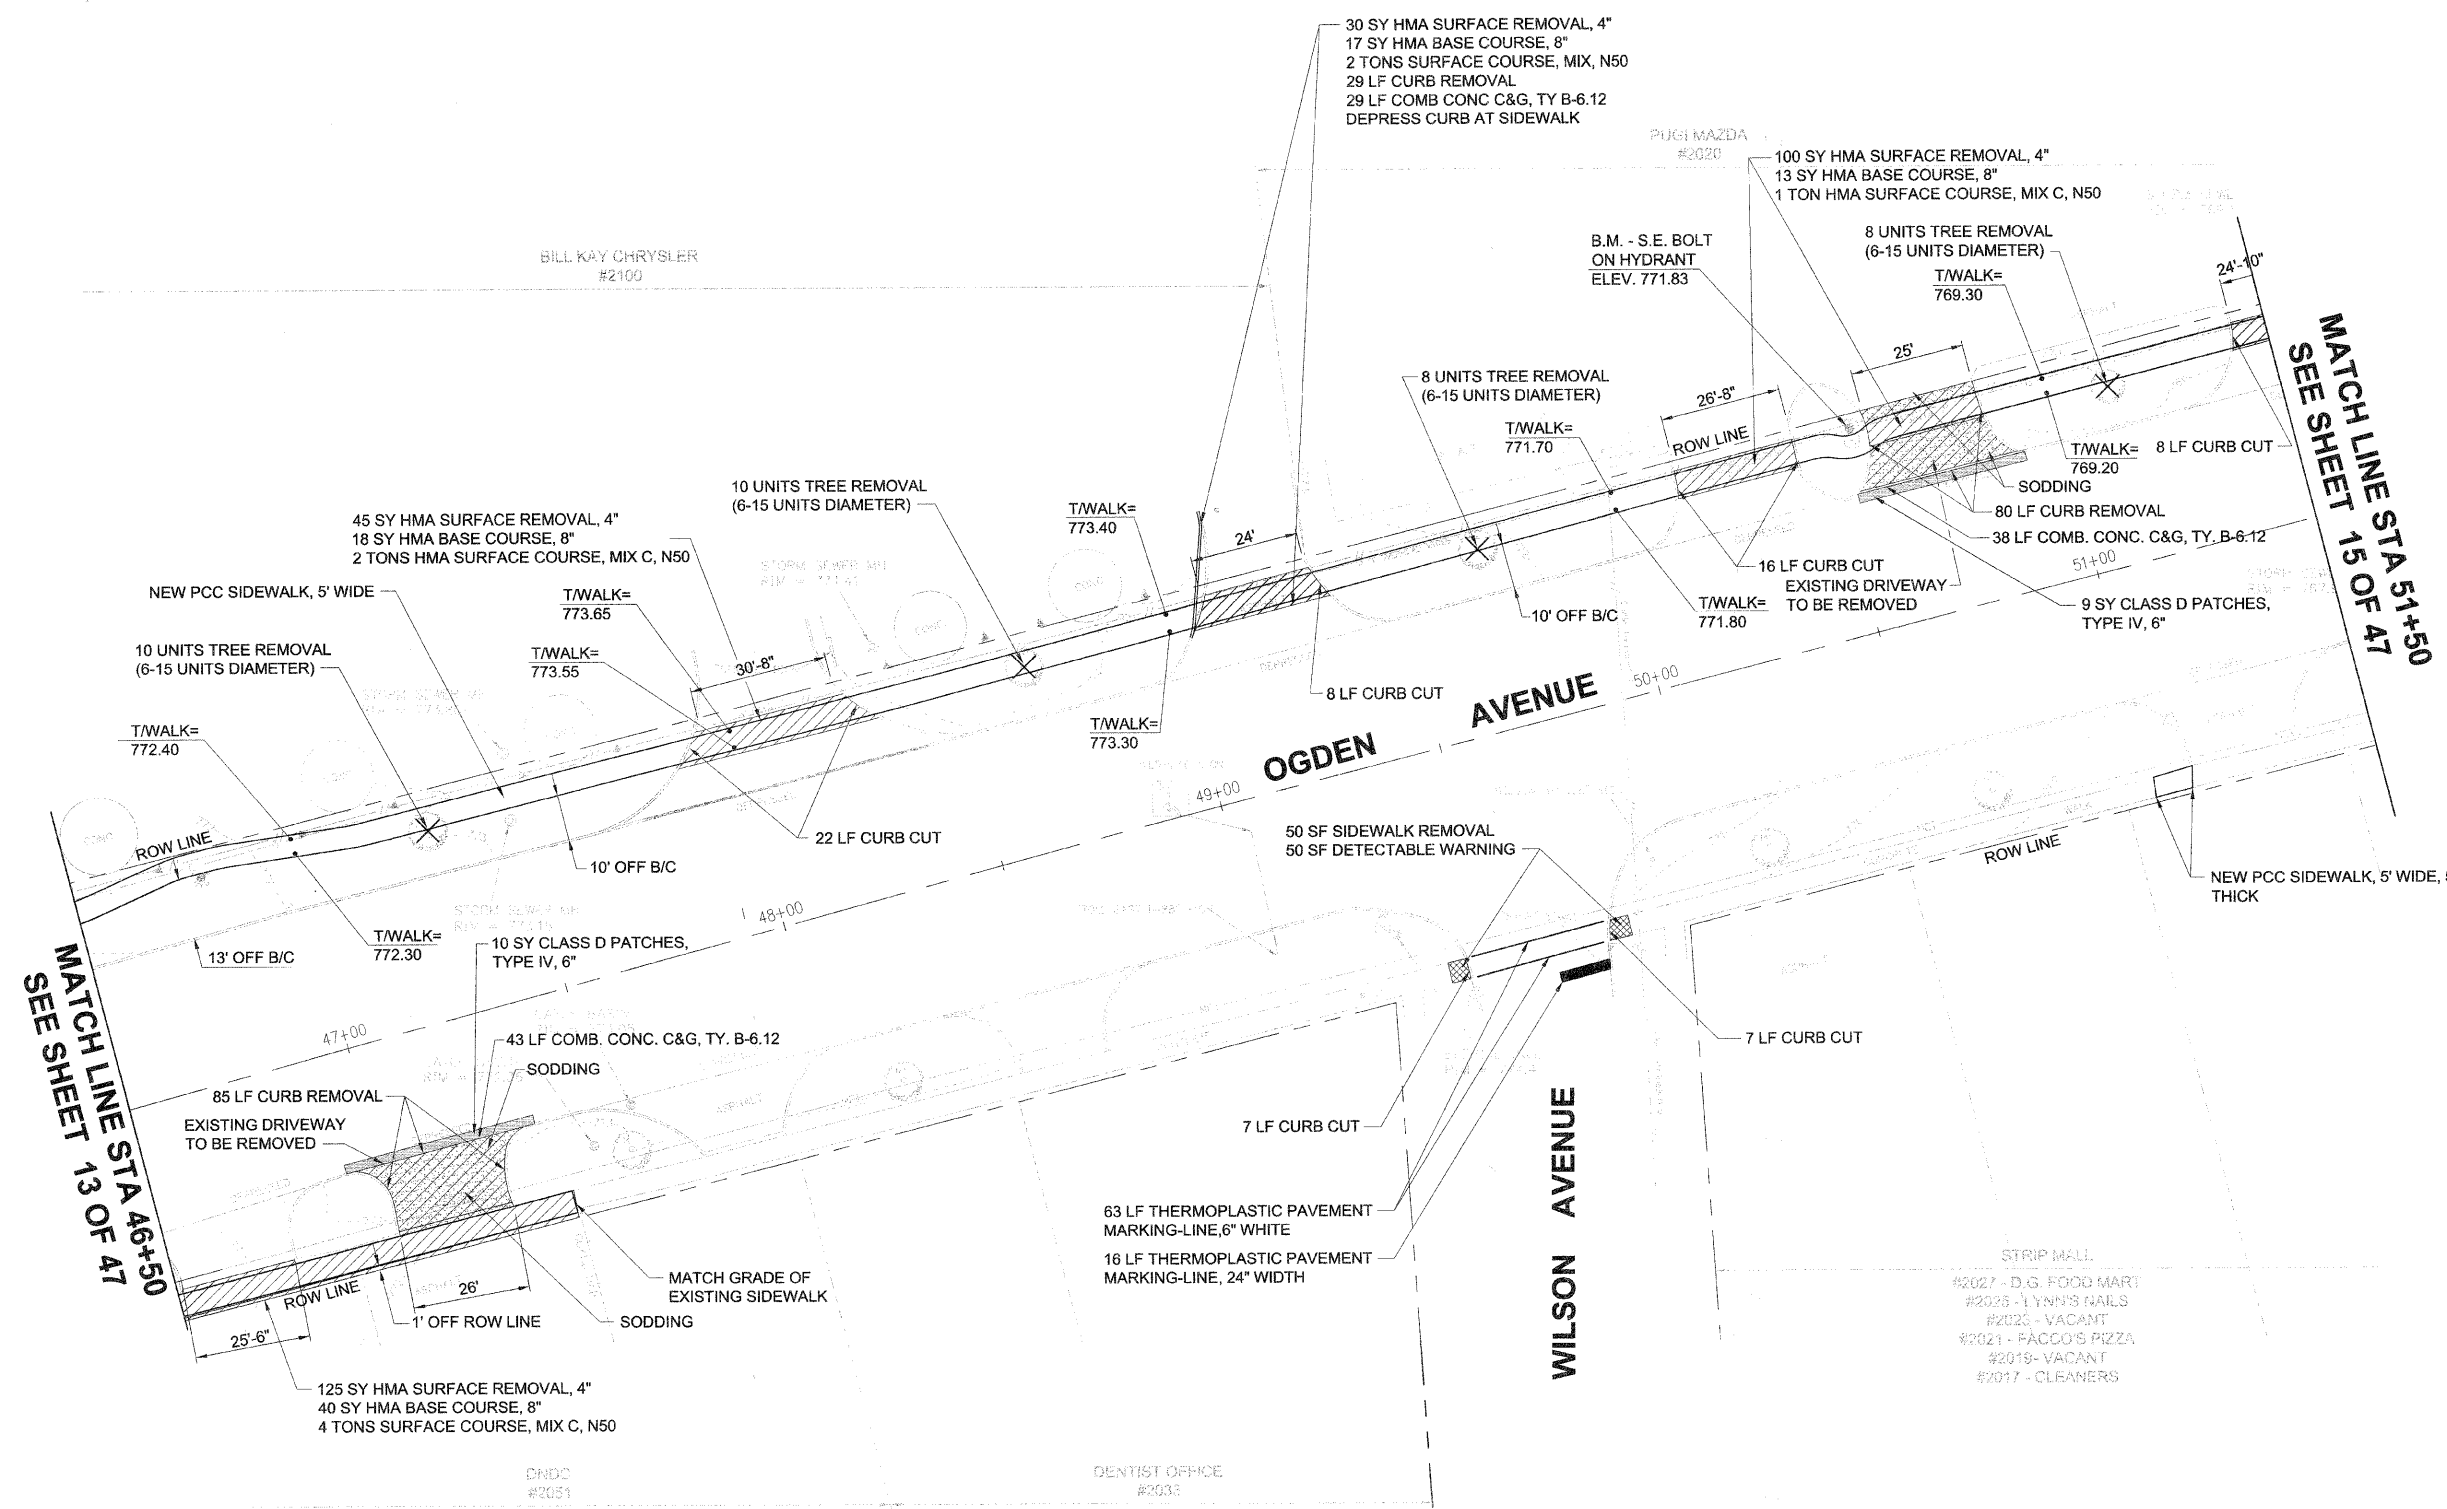 30 SY HMA SURFACE REMOVAL, 4"
17 SY HMA BASE COURSE, 8"
2 TONS SURFACE COURSE, MIX, N50
29 LF CURB REMOVAL
29 LF COMB CONC C&G, TY B-6.12
DEPRESS CURB AT SIDEWALK
PUGI MAZDA
#2020
100 SY HMA SURFACE REMOVAL, 4"
13 SY HMA BASE COURSE, 8"
1 TON HMA SURFACE COURSE, MIX C, N50
BILL KAY CHRYSLER
#2100
B.M. - S.E. BOLT
ON HYDRANT
ELEV. 771.83
8 UNITS TREE REMOVAL
(6-15 UNITS DIAMETER)
T/WALK=
769.30
24'-10"
MATCH LINE STA 51+50
SEE SHEET 15 OF 47
25'
8 UNITS TREE REMOVAL
(6-15 UNITS DIAMETER)
26'-8"
T/WALK=
771.70
ROW LINE
T/WALK=
769.20
8 LF CURB CUT
SODDING
80 LF CURB REMOVAL
38 LF COMB. CONC. C&G, TY. B-6.12
51+00
10 UNITS TREE REMOVAL
(6-15 UNITS DIAMETER)
T/WALK=
773.40
24'
45 SY HMA SURFACE REMOVAL, 4"
18 SY HMA BASE COURSE, 8"
2 TONS HMA SURFACE COURSE, MIX C, N50
STORM SEWER MH
CONC
CONC
16 LF CURB CUT
EXISTING DRIVEWAY
TO BE REMOVED
9 SY CLASS D PATCHES,
TYPE IV, 6"
NEW PCC SIDEWALK, 5' WIDE
T/WALK=
773.65
10' OFF B/C
T/WALK=
771.80
10 UNITS TREE REMOVAL
(6-15 UNITS DIAMETER)
T/WALK=
773.55
30'-8"
8 LF CURB CUT
50+00
OGDEN AVENUE
T/WALK=
773.30
T/WALK=
772.40
CONC
ROW LINE
22 LF CURB CUT
10' OFF B/C
49+00
50 SF SIDEWALK REMOVAL
50 SF DETECTABLE WARNING
ROW LINE
NEW PCC SIDEWALK, 5' WIDE,
THICK
48+00
STORM SEWER MH
13' OFF B/C
T/WALK=
772.30
10 SY CLASS D PATCHES,
TYPE IV, 6"
MATCH LINE STA 46+50
SEE SHEET 13 OF 47
47+00
43 LF COMB. CONC. C&G, TY. B-6.12
SODDING
7 LF CURB CUT
85 LF CURB REMOVAL
EXISTING DRIVEWAY
TO BE REMOVED
7 LF CURB CUT
WILSON AVENUE
63 LF THERMOPLASTIC PAVEMENT
MARKING-LINE,6" WHITE
16 LF THERMOPLASTIC PAVEMENT
MARKING-LINE, 24" WIDTH
MATCH GRADE OF
EXISTING SIDEWALK
26'
ROW LINE
1' OFF ROW LINE
SODDING
25'-6"
STRIP MALL
#2027 - D.G. FOOD MART
#2025 - LYNN'S NAILS
#2023 - VACANT
#2021 - FACCO'S PIZZA
#2019- VACANT
#2017 - CLEANERS
125 SY HMA SURFACE REMOVAL, 4"
40 SY HMA BASE COURSE, 8"
4 TONS SURFACE COURSE, MIX C, N50
#2051
DENTIST OFFICE
#2033